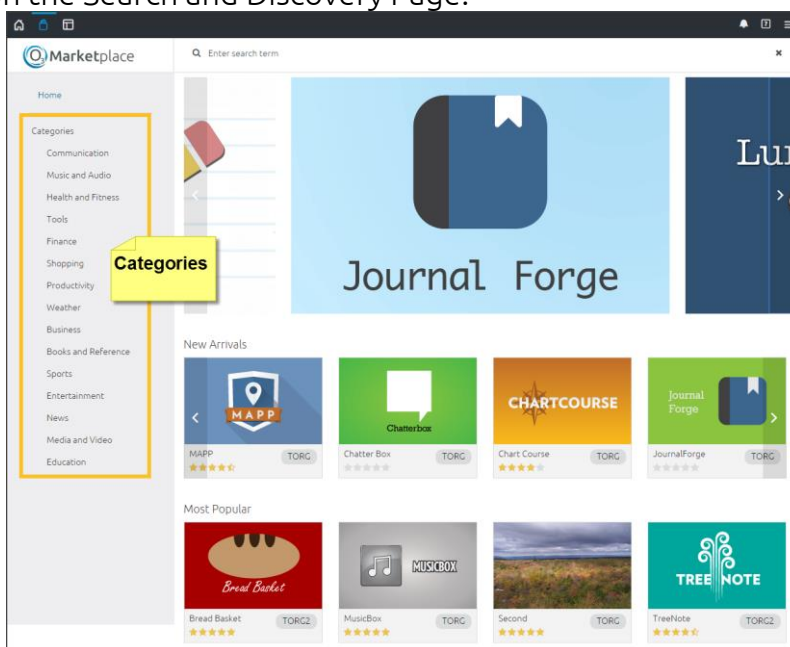 n the Search and Discovery Page.
O3 Marketplace
Enter search term
Home
Categories
Communication
Music and Audio
Health and Fitness
Tools
Finance
Shopping
Productivity
Weather
Business
Books and Reference
Sports
Entertainment
News
Media and Video
Education
Categories
Journal Forge
New Arrivals
MAPP
Chatterbox
CHARTCOURSE
Journal
Forge
MAPP TORG
Chatter Box TORG
Chart Course TORG
JournalForge TORG
Most Popular
Bread Basket
MUSICBOX
TREE NOTE
Bread Basket TORG2
MusicBox TORG
Second TORG
TreeNote TORG2